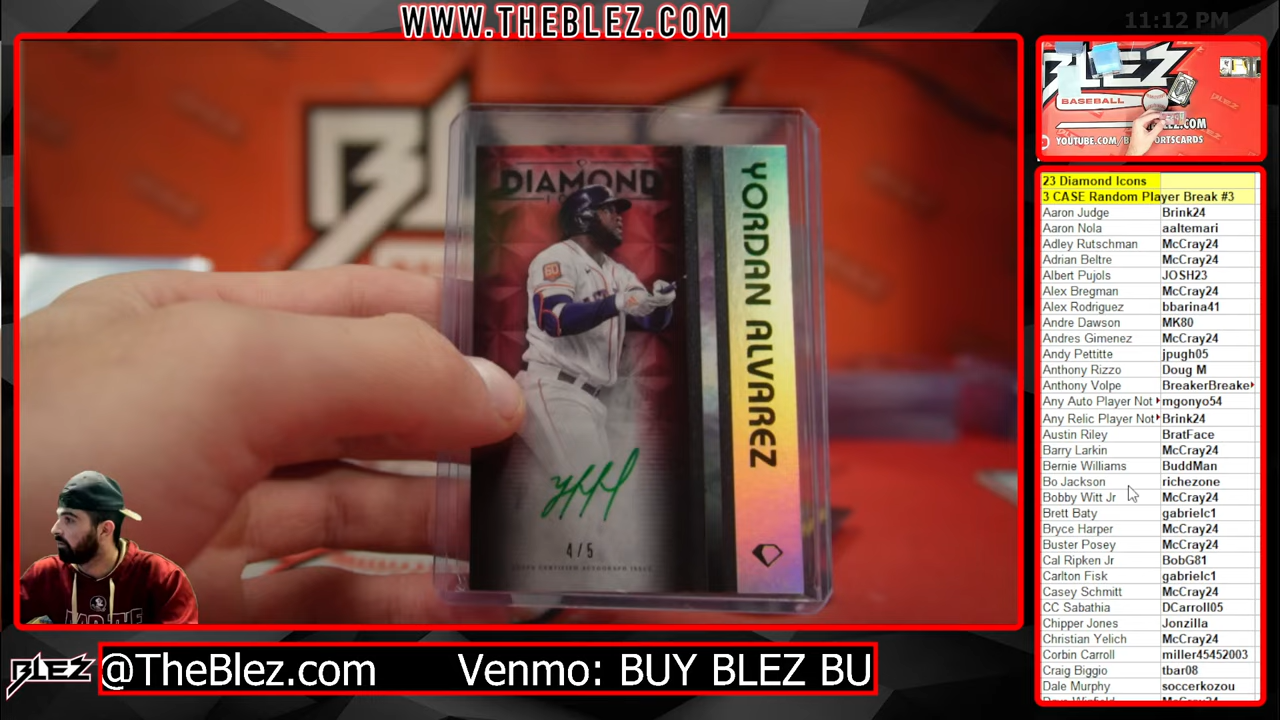 WWW.THEBLEZ.COM
11:12 PM
DIAMOND
YORDAN ALVAREZ
4/5
BLEZ
BASEBALL
23 Diamond Icons
3 CASE Random Player Break #3
Aaron Judge Brink24
Aaron Nola aaltemari
Adley Rutschman McCray24
Adrian Beltre McCray24
Albert Pujols JOSH23
Alex Bregman McCray24
Alex Rodriguez bbarina41
Andre Dawson MK80
Andres Gimenez McCray24
Andy Pettitte jpugh05
Anthony Rizzo Doug M
Anthony Volpe BreakerBreake
Any Auto Player Not mgonyo54
Any Relic Player Not Brink24
Austin Riley BratFace
Barry Larkin McCray24
Bernie Williams BuddMan
Bo Jackson richezone
Bobby Witt Jr McCray24
Brett Baty gabrielc1
Bryce Harper McCray24
Buster Posey McCray24
Cal Ripken Jr BobG81
Carlton Fisk gabrielc1
Casey Schmitt McCray24
CC Sabathia DCarroll05
Chipper Jones Jonzilla
Christian Yelich McCray24
Corbin Carroll miller45452003
Craig Biggio tbar08
Dale Murphy soccerkozou
BLEZ
@TheBlez.com Venmo: BUY BLEZ BU